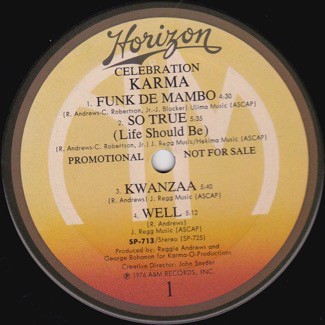 Horizon
CELEBRATION
KARMA
1. FUNK DE MAMBO 4:30
(R. Andrews-C. Robertson, Jr.-J. Blocker) Ulima Music (ASCAP)
2. SO TRUE 5:35
(Life Should Be)
(R. Andrews-C. Robertson, Jr.) J. Regg Music/Hekima Music (ASCAP)
PROMOTIONAL NOT FOR SALE
3. KWANZAA 5:40
(R. Andrews) J. Regg Music (ASCAP)
4. WELL 5:12
(R. Andrews)
J. Regg Music (ASCAP)
SP-713/Stereo (SP-725)
Produced by: Reggie Andrews and
George Bohanon for Karma-O-Productions
Creative Director: John Snyder
℗ 1976 A&M RECORDS, INC.
1